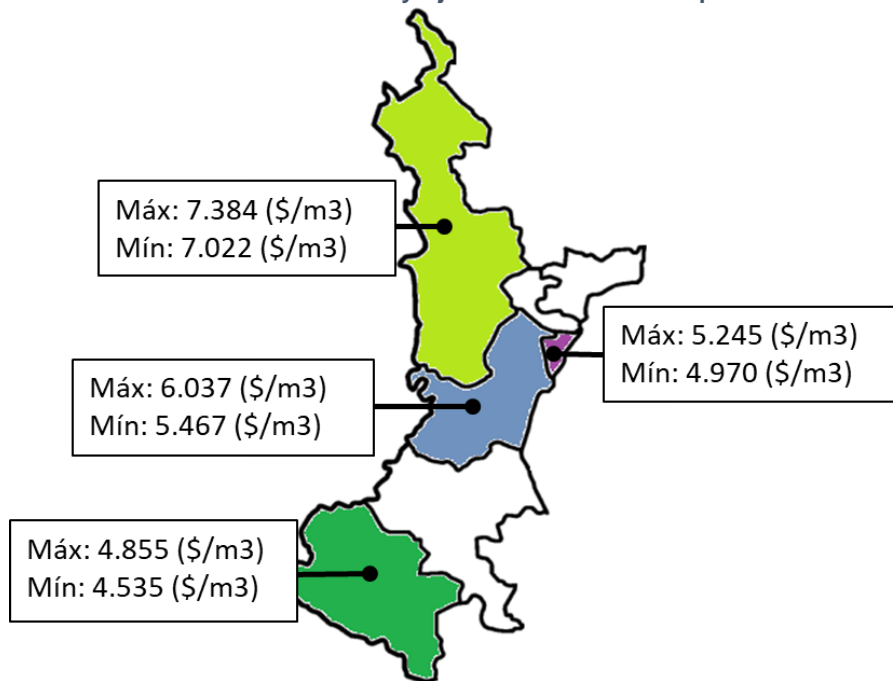 Máx: 7.384 ($/m3)
Mín: 7.022 ($/m3)
Máx: 5.245 ($/m3)
Mín: 4.970 ($/m3)
Máx: 6.037 ($/m3)
Mín: 5.467 ($/m3)
Máx: 4.855 ($/m3)
Mín: 4.535 ($/m3)